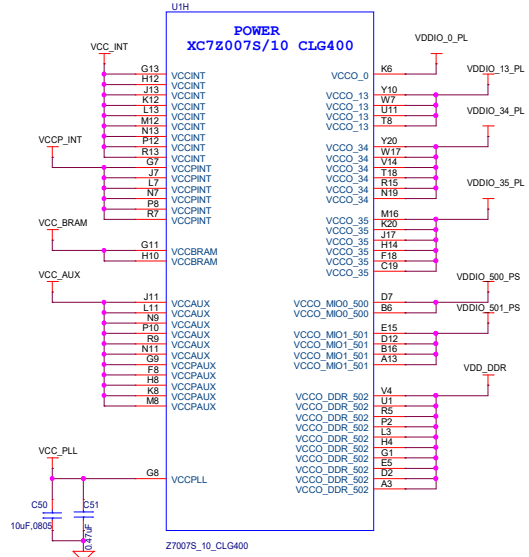 U1H
POWER
XC7Z007S/10 CLG400
VCC_INT
G13 VCCINT
H12 VCCINT
J13 VCCINT
K12 VCCINT
L13 VCCINT
M12 VCCINT
N13 VCCINT
P12 VCCINT
R13 VCCINT
VCCP_INT
G7 VCCPINT
J7 VCCPINT
L7 VCCPINT
N7 VCCPINT
P8 VCCPINT
R7 VCCPINT
VCC_BRAM
G11 VCCBRAM
H10 VCCBRAM
VCC_AUX
J11 VCCAUX
L11 VCCAUX
N9 VCCAUX
P10 VCCAUX
R9 VCCAUX
N11 VCCAUX
G9 VCCPAUX
F8 VCCPAUX
H8 VCCPAUX
K8 VCCPAUX
M8 VCCPAUX
VCC_PLL
G8 VCCPLL
C50
10uF,0805
C51
0.47uF
VDDIO_0_PL
VCCO_0 K6
VDDIO_13_PL
VCCO_13 Y10
VCCO_13 W7
VCCO_13 U11
VCCO_13 T8
VDDIO_34_PL
VCCO_34 Y20
VCCO_34 W17
VCCO_34 V14
VCCO_34 T18
VCCO_34 R15
VCCO_34 N19
VDDIO_35_PL
VCCO_35 M16
VCCO_35 K20
VCCO_35 J17
VCCO_35 H14
VCCO_35 F18
VCCO_35 C19
VDDIO_500_PS
VCCO_MIO0_500 D7
VCCO_MIO0_500 B6
VDDIO_501_PS
VCCO_MIO1_501 E15
VCCO_MIO1_501 D12
VCCO_MIO1_501 B16
VCCO_MIO1_501 A13
VDD_DDR
VCCO_DDR_502 V4
VCCO_DDR_502 U1
VCCO_DDR_502 R5
VCCO_DDR_502 P2
VCCO_DDR_502 L3
VCCO_DDR_502 H4
VCCO_DDR_502 G1
VCCO_DDR_502 E5
VCCO_DDR_502 D2
VCCO_DDR_502 A3
Z7007S_10_CLG400